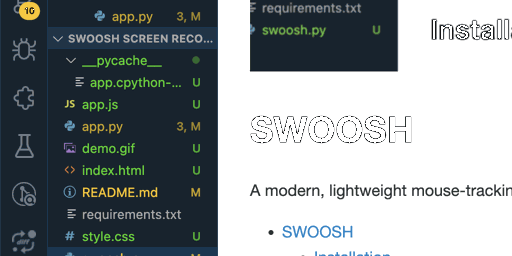 10
app.py 3, M
SWOOSH SCREEN RECO...
__pycache__
app.cpython-... U
JS app.js U
app.py 3, M
demo.gif U
<> index.html U
README.md M
requirements.txt
# style.css U
requirements.txt
swoosh.py U
Installa
SWOOSH
A modern, lightweight mouse-trackin
• SWOOSH
Installation